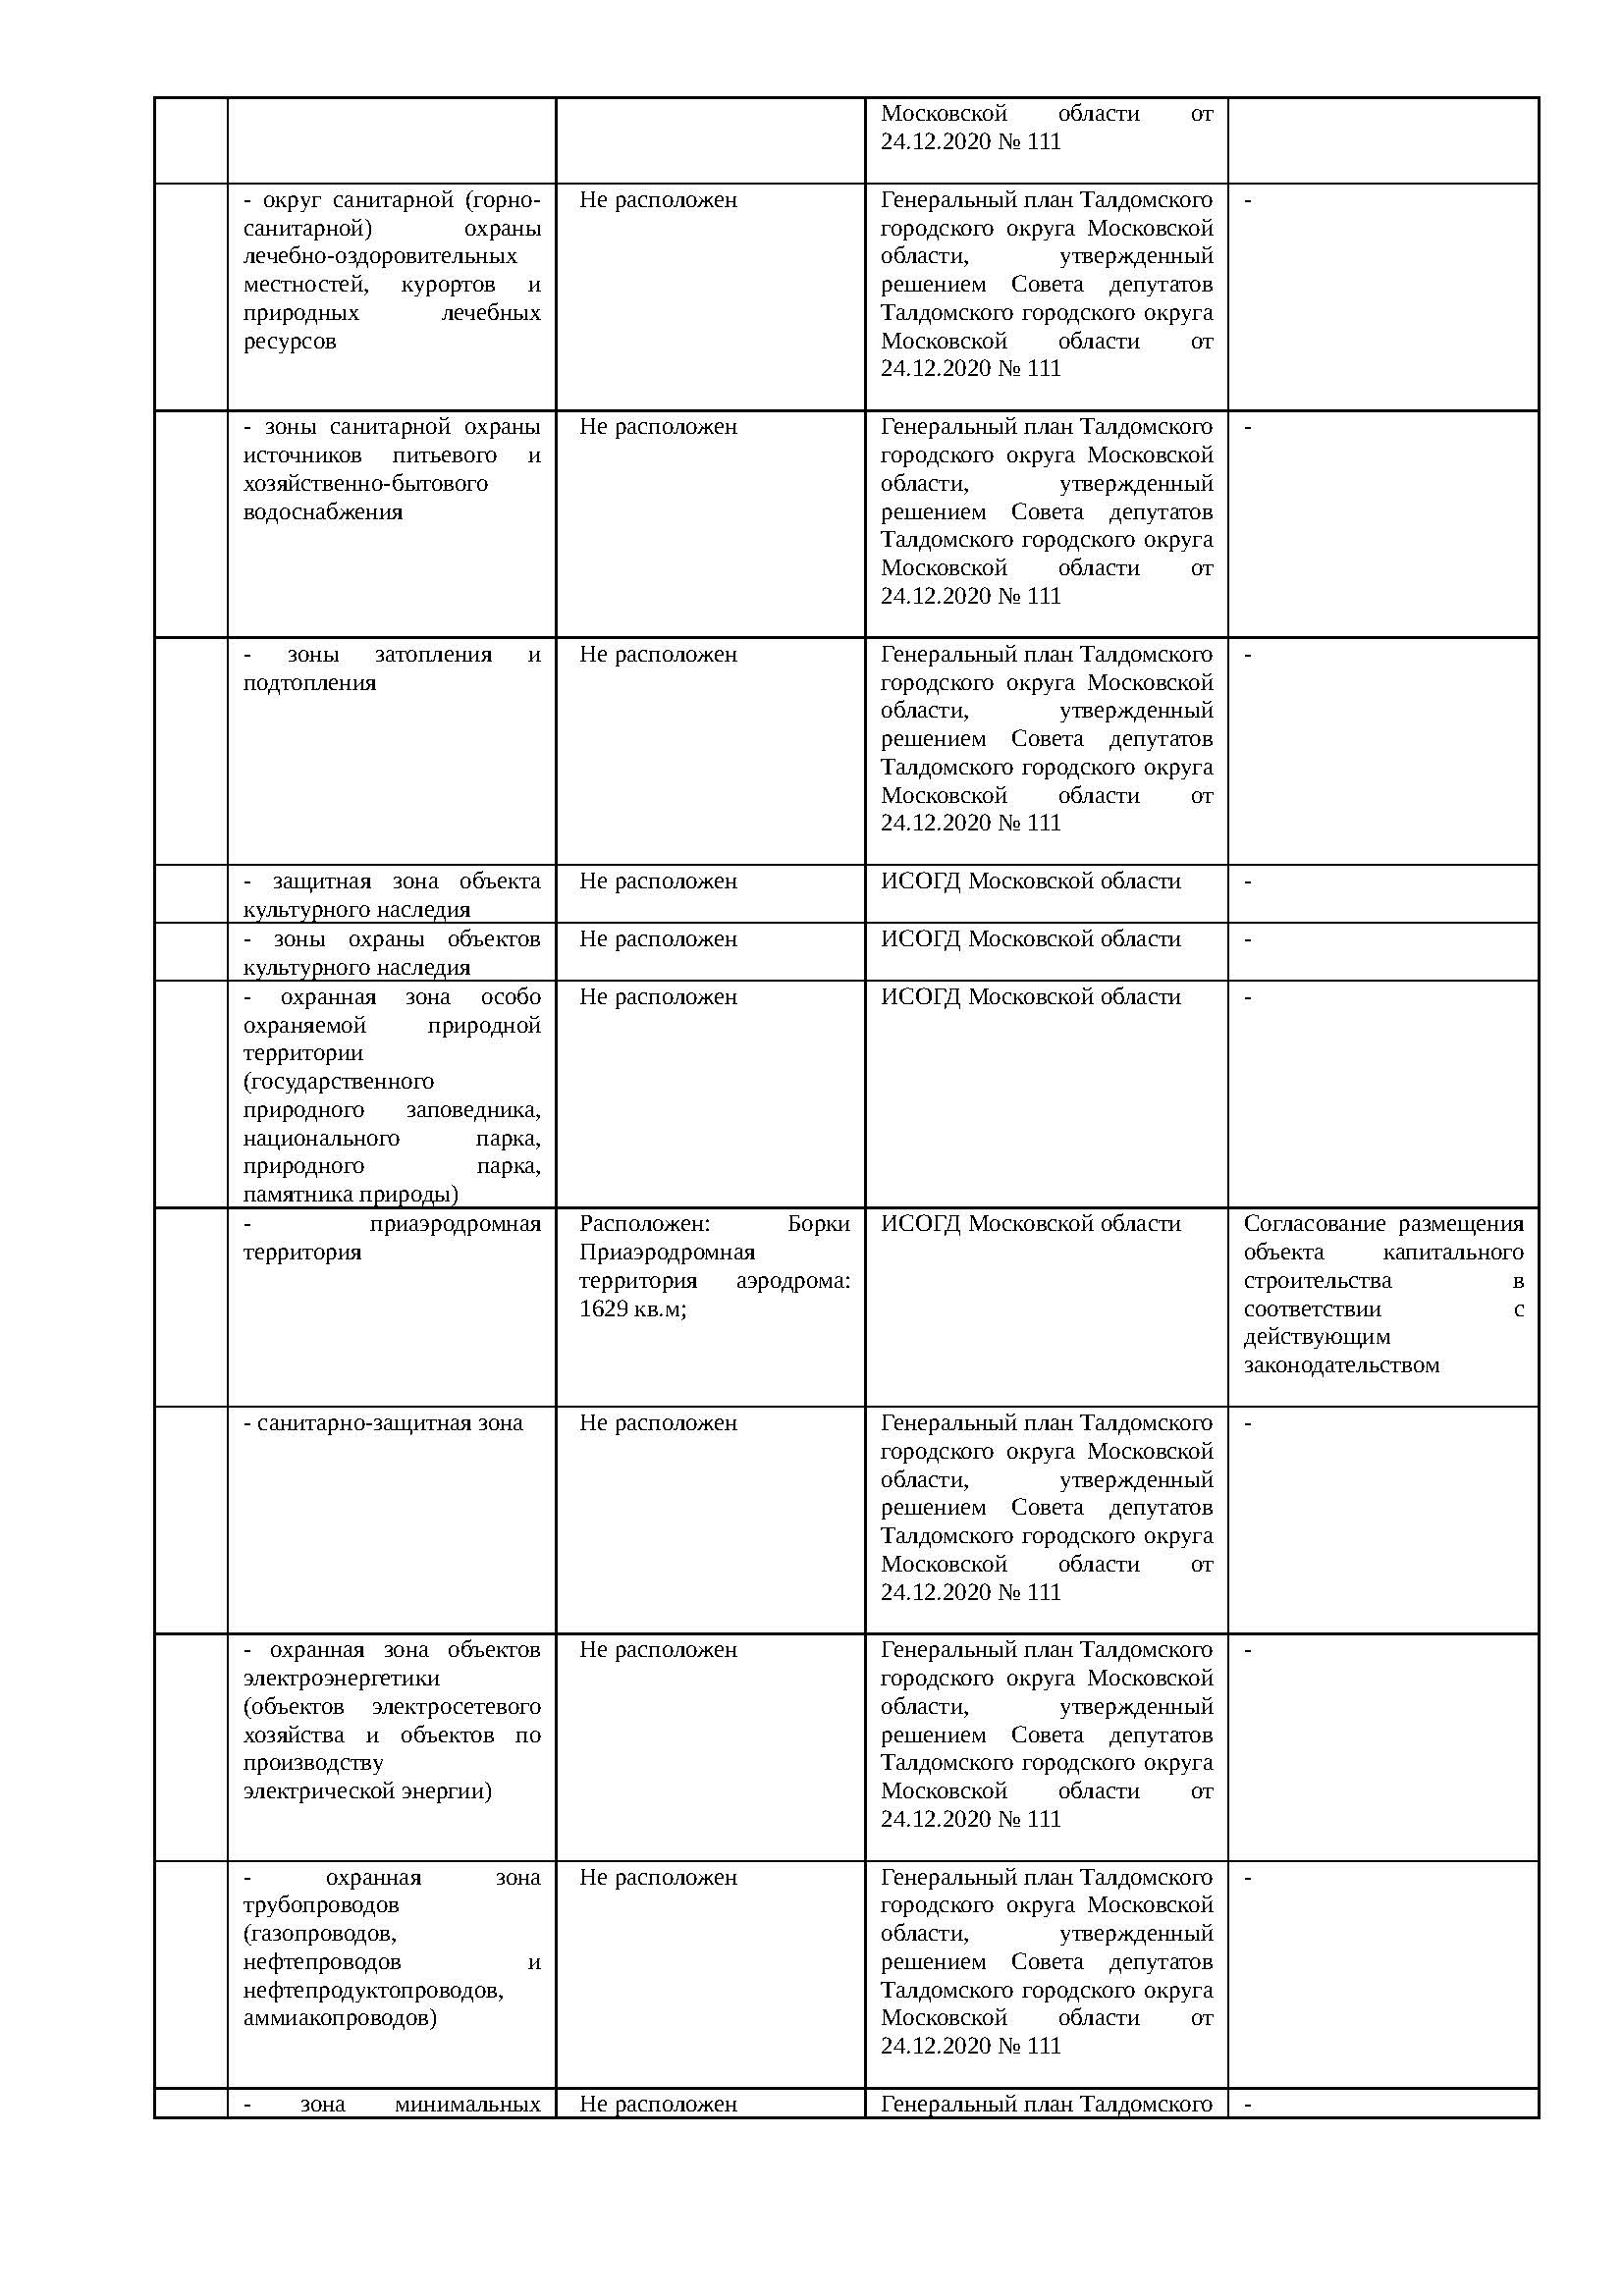 Московской области от
24.12.2020 № 111
- округ санитарной (горно-
санитарной) охраны
лечебно-оздоровительных
местностей, курортов и
природных лечебных
ресурсов
Не расположен
Генеральный план Талдомского
городского округа Московской
области, утвержденный
решением Совета депутатов
Талдомского городского округа
Московской области от
24.12.2020 № 111
-
- зоны санитарной охраны
источников питьевого и
хозяйственно-бытового
водоснабжения
Не расположен
Генеральный план Талдомского
городского округа Московской
области, утвержденный
решением Совета депутатов
Талдомского городского округа
Московской области от
24.12.2020 № 111
-
- зоны затопления и
подтопления
Не расположен
Генеральный план Талдомского
городского округа Московской
области, утвержденный
решением Совета депутатов
Талдомского городского округа
Московской области от
24.12.2020 № 111
-
- защитная зона объекта
культурного наследия
Не расположен
ИСОГД Московской области
-
- зоны охраны объектов
культурного наследия
Не расположен
ИСОГД Московской области
-
- охранная зона особо
охраняемой природной
территории
(государственного
природного заповедника,
национального парка,
природного парка,
памятника природы)
Не расположен
ИСОГД Московской области
-
- приаэродромная
территория
Расположен: Борки
Приаэродромная
территория аэродрома:
1629 кв.м;
ИСОГД Московской области
Согласование размещения
объекта капитального
строительства в
соответствии с
действующим
законодательством
- санитарно-защитная зона
Не расположен
Генеральный план Талдомского
городского округа Московской
области, утвержденный
решением Совета депутатов
Талдомского городского округа
Московской области от
24.12.2020 № 111
-
- охранная зона объектов
электроэнергетики
(объектов электросетевого
хозяйства и объектов по
производству
электрической энергии)
Не расположен
Генеральный план Талдомского
городского округа Московской
области, утвержденный
решением Совета депутатов
Талдомского городского округа
Московской области от
24.12.2020 № 111
-
- охранная зона
трубопроводов
(газопроводов,
нефтепроводов и
нефтепродуктопроводов,
аммиакопроводов)
Не расположен
Генеральный план Талдомского
городского округа Московской
области, утвержденный
решением Совета депутатов
Талдомского городского округа
Московской области от
24.12.2020 № 111
-
- зона минимальных
Не расположен
Генеральный план Талдомского
-